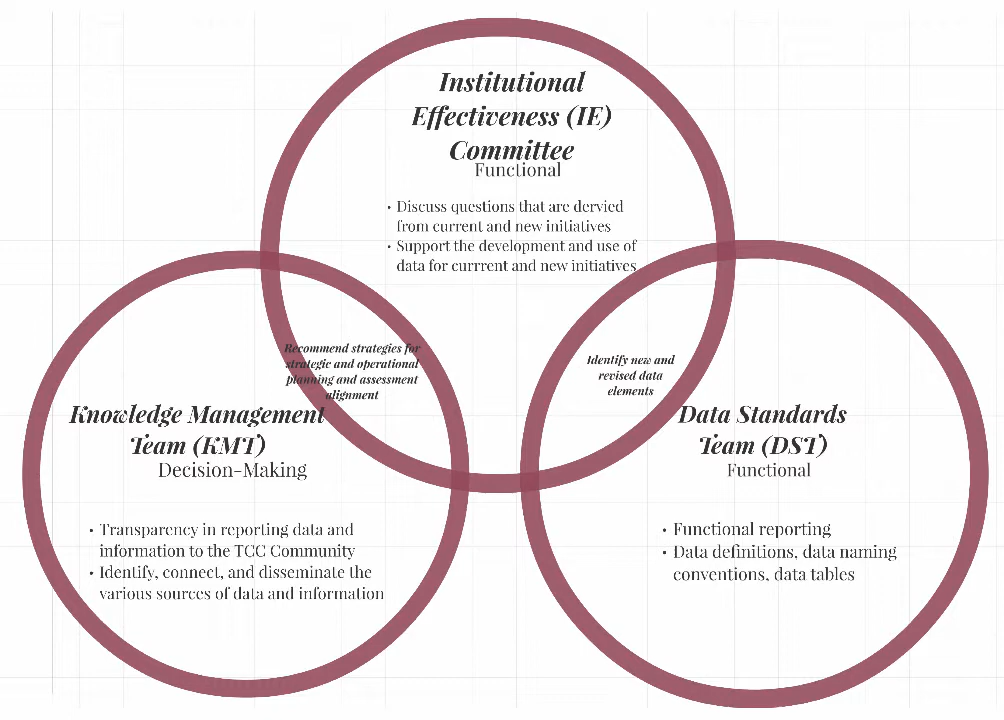 Institutional
Effectiveness (IE)
Committee
Functional
• Discuss questions that are dervied
from current and new initiatives
• Support the development and use of
data for currrent and new initiatives
Recommend strategies for
strategic and operational
planning and assessment
alignment
Identify new and
revised data
elements
Knowledge Management
Team (KMT)
Decision-Making
• Transparency in reporting data and
information to the TCC Community
• Identify, connect, and disseminate the
various sources of data and information
Data Standards
Team (DST)
Functional
• Functional reporting
• Data definitions, data naming
conventions, data tables